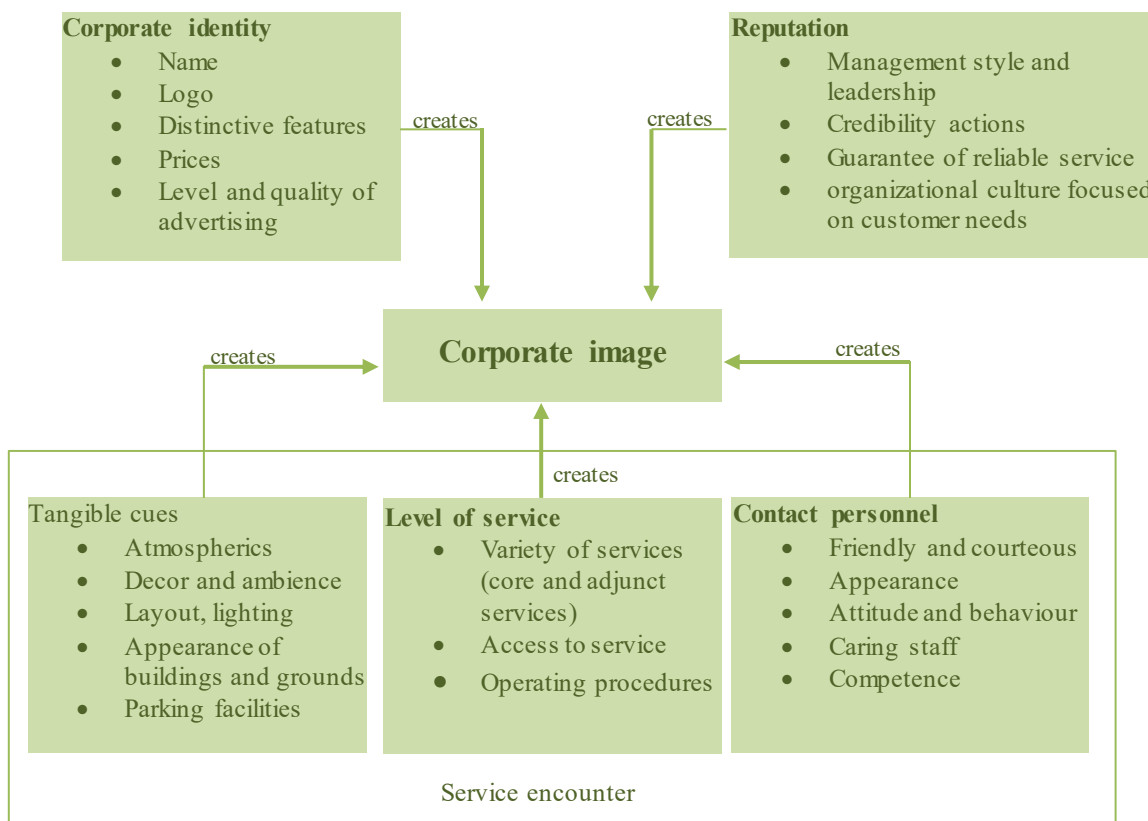 Corporate identity
• Name
• Logo
• Distinctive features
• Prices
• Level and quality of
advertising
creates
Reputation
• Management style and
leadership
• Credibility actions
• Guarantee of reliable service
• organizational culture focused
on customer needs
creates
Corporate image
creates
creates
creates
Tangible cues
• Atmospherics
• Decor and ambience
• Layout, lighting
• Appearance of
buildings and grounds
• Parking facilities
Level of service
• Variety of services
(core and adjunct
services)
• Access to service
• Operating procedures
Contact personnel
• Friendly and courteous
• Appearance
• Attitude and behaviour
• Caring staff
• Competence
Service encounter